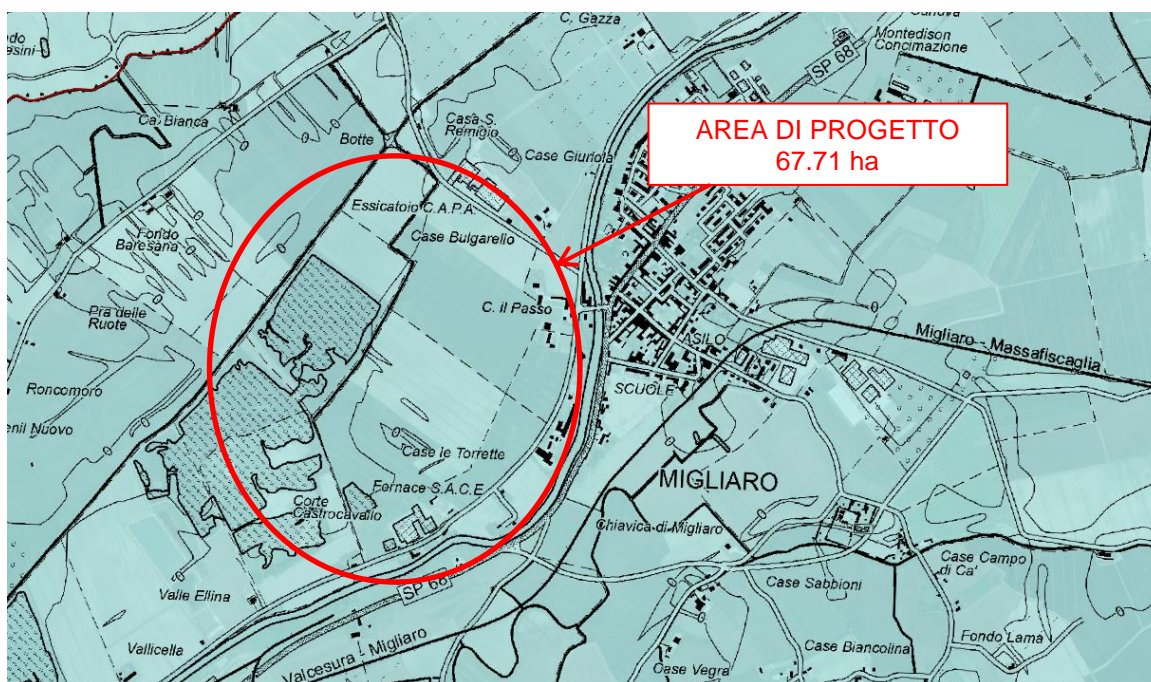 C. Gazza
Montedison
Concimazione
SP 68
Ca' Bianca
Botte
Casa S.
Remigio
Case Giuriola
AREA DI PROGETTO
67.71 ha
Essicatoio C.A.P.A.
Case Bulgarello
Fondo
Baresana
Pra delle
Ruote
C. Il Passo
Roncomoro
enil Nuovo
ASILO
SCUOLE
Migliaro - Massafiscaglia
Case le Torrette
Fornace S.A.C.E
Corte
Castrocavallo
MIGLIARO
Chiavica di Migliaro
Valle Ellina
SP 68
Case Sabbioni
Case Campo
di Ca'
Vallicella
Valcesura - Migliaro
Case Vegra
Case Biancolina
Fondo Lama